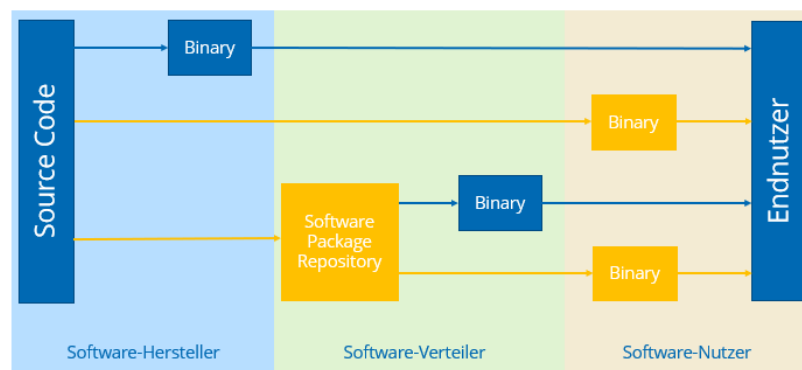 Source Code
Binary
Binary
Software
Package
Repository
Binary
Binary
Endnutzer
Software-Hersteller
Software-Verteiler
Software-Nutzer